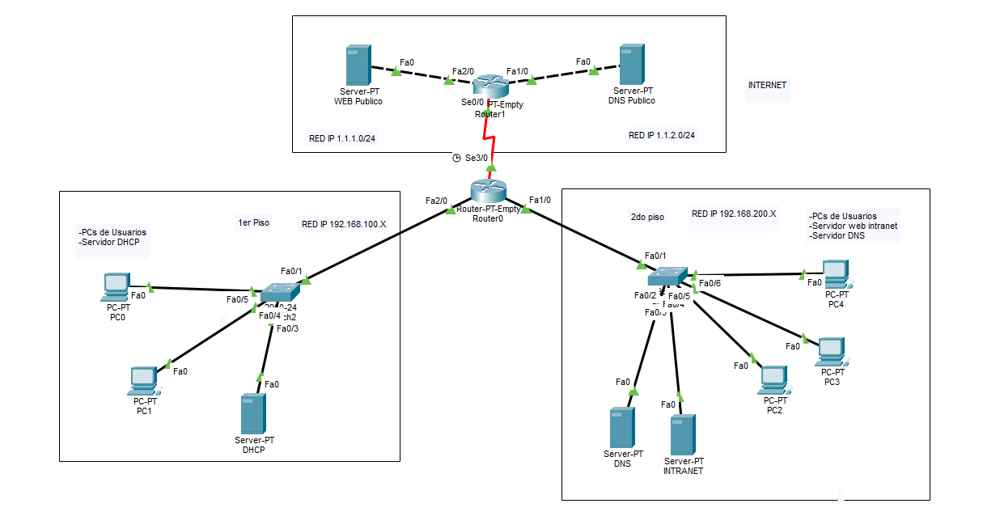 Fa0
Fa2/0
Fa1/0
Fa0
Server-PT
WEB Publico
Se0/0
PT-Empty
Router1
Server-PT
DNS Publico
INTERNET
RED IP 1.1.1.0/24
RED IP 1.1.2.0/24
Se3/0
Fa2/0
Fa1/0
Router-PT-Empty
Router0
-PCs de Usuarios
-Servidor DHCP
1er Piso
RED IP 192.168.100.X
Fa0/1
Fa0
PC-PT
PC0
Fa0/5
Fa0/4
Fa0/3
Fa0
PC-PT
PC1
Fa0
Server-PT
DHCP
2do piso
RED IP 192.168.200.X
-PCs de Usuarios
-Servidor web intranet
-Servidor DNS
Fa0/1
Fa0/6
Fa0/2
Fa0/5
Fa0/4
Fa0/3
Fa0
PC-PT
PC4
Fa0
PC-PT
PC3
Fa0
PC-PT
PC2
Fa0
Server-PT
DNS
Fa0
Server-PT
INTRANET